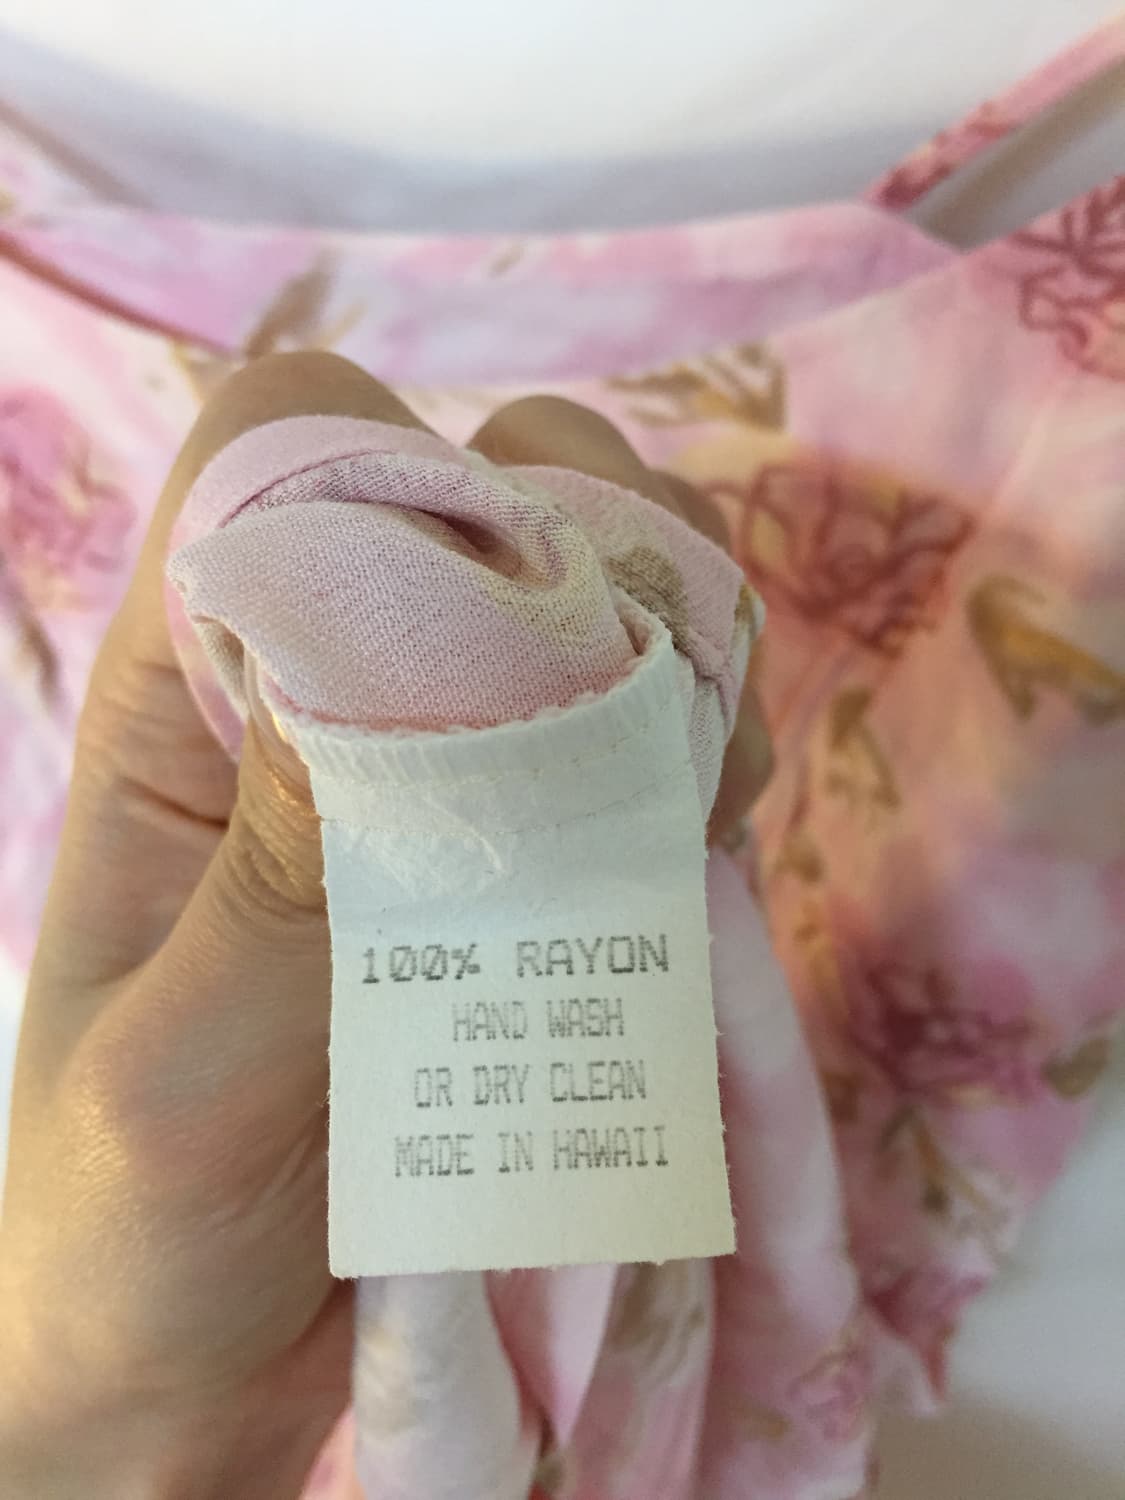 100% RAYON
HAND WASH
OR DRY CLEAN
MADE IN HAWAII